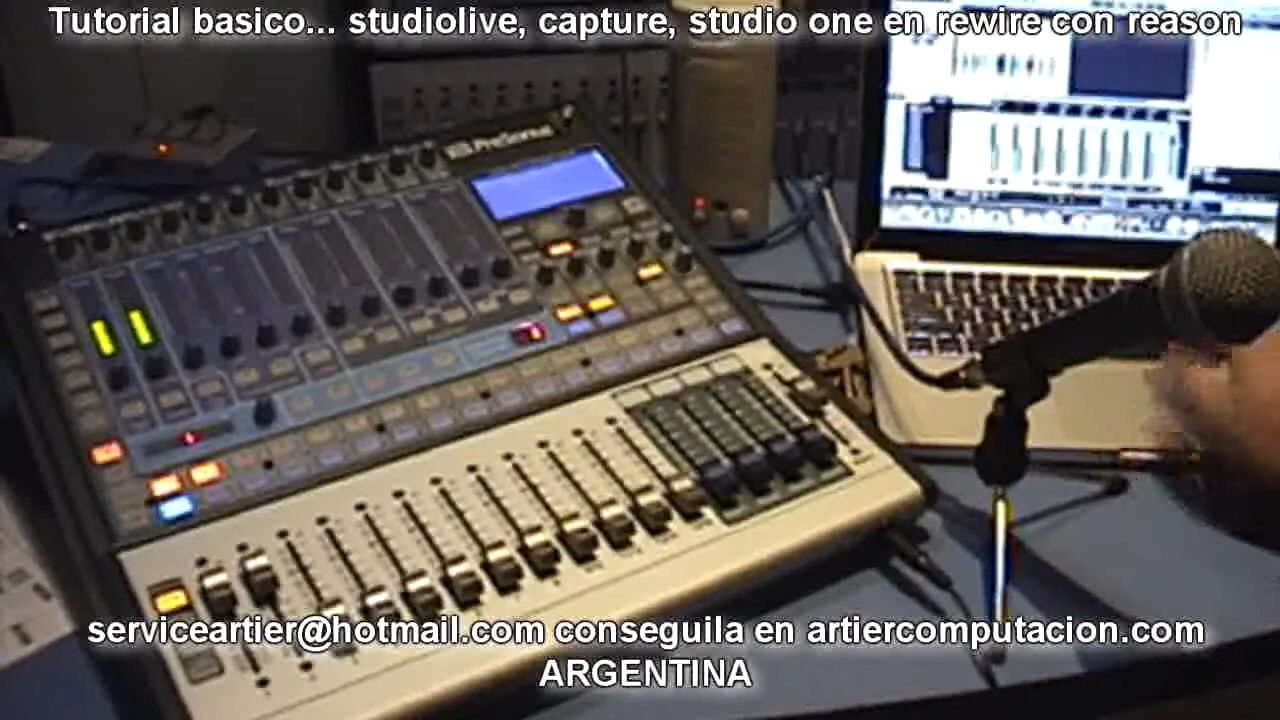 Tutorial basico... studiolive, capture, studio one en rewire con reason
PreSonus
serviceartier@hotmail.com conseguila en artiercomputacion.com
ARGENTINA